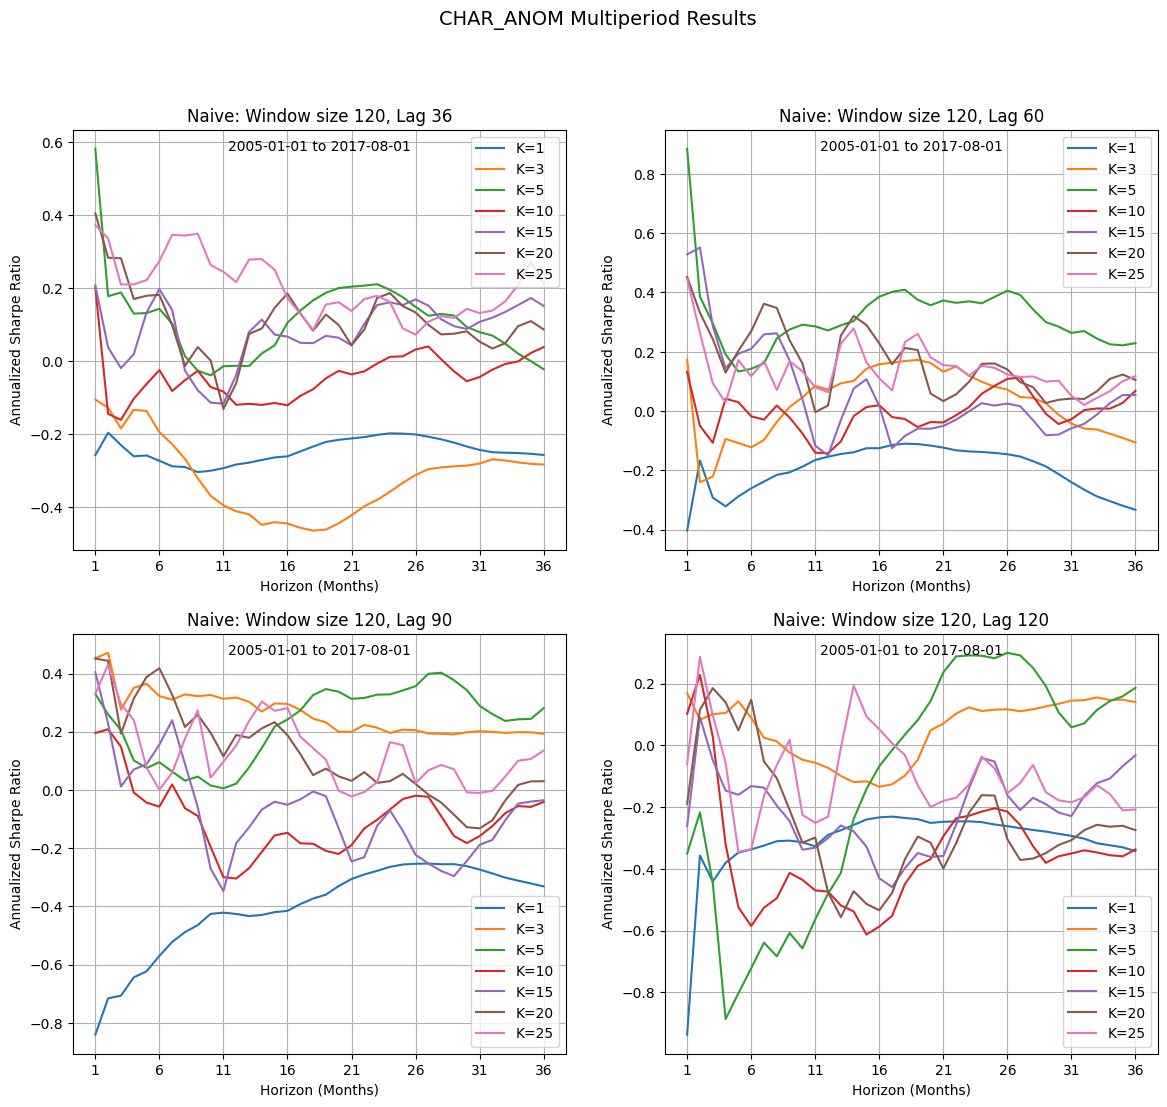 CHAR_ANOM Multiperiod Results
Naive: Window size 120, Lag 36
2005-01-01 to 2017-08-01
K=1
K=3
K=5
K=10
K=15
K=20
K=25
0.6
0.4
0.2
0.0
−0.2
−0.4
Annualized Sharpe Ratio
1 6 11 16 21 26 31 36
Horizon (Months)
Naive: Window size 120, Lag 60
2005-01-01 to 2017-08-01
K=1
K=3
K=5
K=10
K=15
K=20
K=25
0.8
0.6
0.4
0.2
0.0
−0.2
−0.4
Annualized Sharpe Ratio
1 6 11 16 21 26 31 36
Horizon (Months)
Naive: Window size 120, Lag 90
2005-01-01 to 2017-08-01
0.4
0.2
0.0
−0.2
−0.4
−0.6
−0.8
Annualized Sharpe Ratio
K=1
K=3
K=5
K=10
K=15
K=20
K=25
1 6 11 16 21 26 31 36
Horizon (Months)
Naive: Window size 120, Lag 120
2005-01-01 to 2017-08-01
0.2
0.0
−0.2
−0.4
−0.6
−0.8
Annualized Sharpe Ratio
K=1
K=3
K=5
K=10
K=15
K=20
K=25
1 6 11 16 21 26 31 36
Horizon (Months)